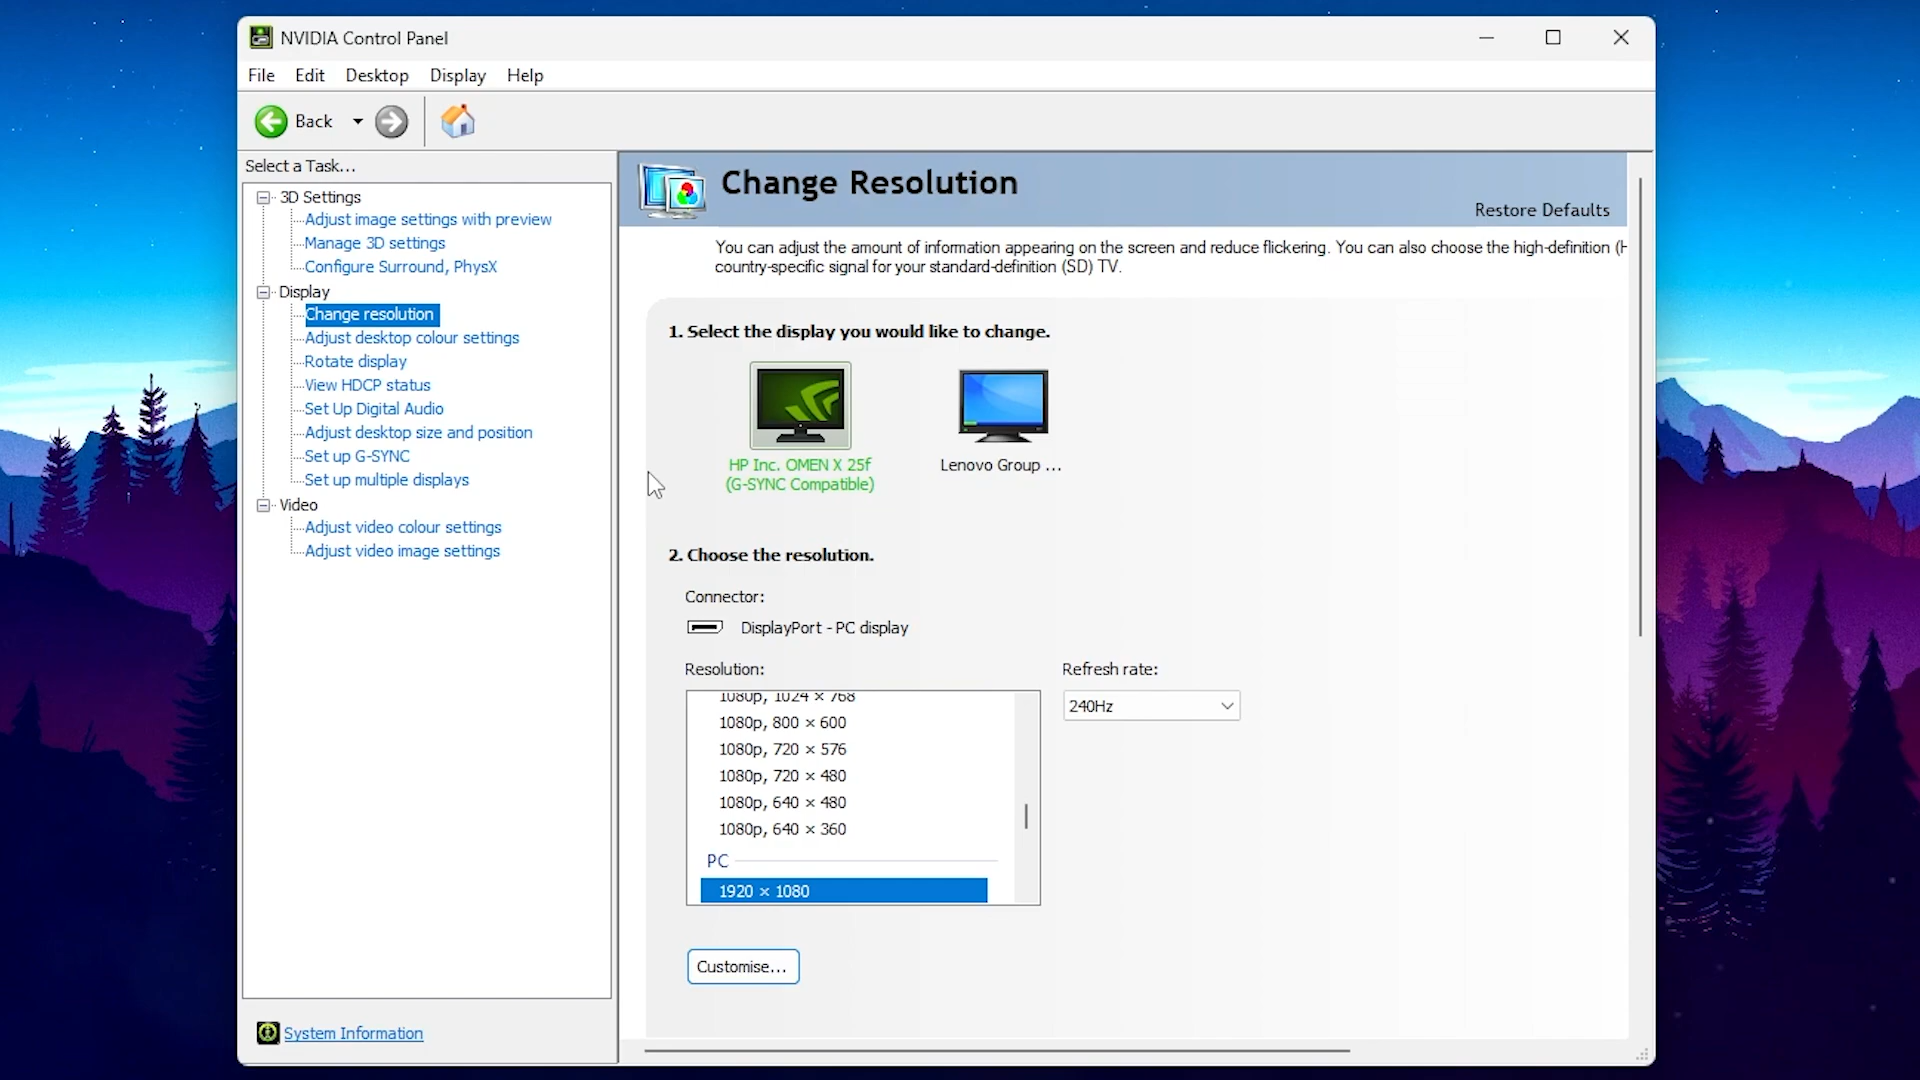 NVIDIA Control Panel
File Edit Desktop Display Help
Back
Select a Task...
3D Settings
Adjust image settings with preview
Manage 3D settings
Configure Surround, PhysX
Display
Change resolution
Adjust desktop colour settings
Rotate display
View HDCP status
Set Up Digital Audio
Adjust desktop size and position
Set up G-SYNC
Set up multiple displays
Video
Adjust video colour settings
Adjust video image settings
System Information
Change Resolution
Restore Defaults
You can adjust the amount of information appearing on the screen and reduce flickering. You can also choose the high-definition (H
country-specific signal for your standard-definition (SD) TV.
1. Select the display you would like to change.
HP Inc. OMEN X 25f
(G-SYNC Compatible)
Lenovo Group ...
2. Choose the resolution.
Connector:
DisplayPort - PC display
Resolution:
1080p, 1024 × 768
1080p, 800 × 600
1080p, 720 × 576
1080p, 720 × 480
1080p, 640 × 480
1080p, 640 × 360
PC
1920 × 1080
Refresh rate:
240Hz
Customise...